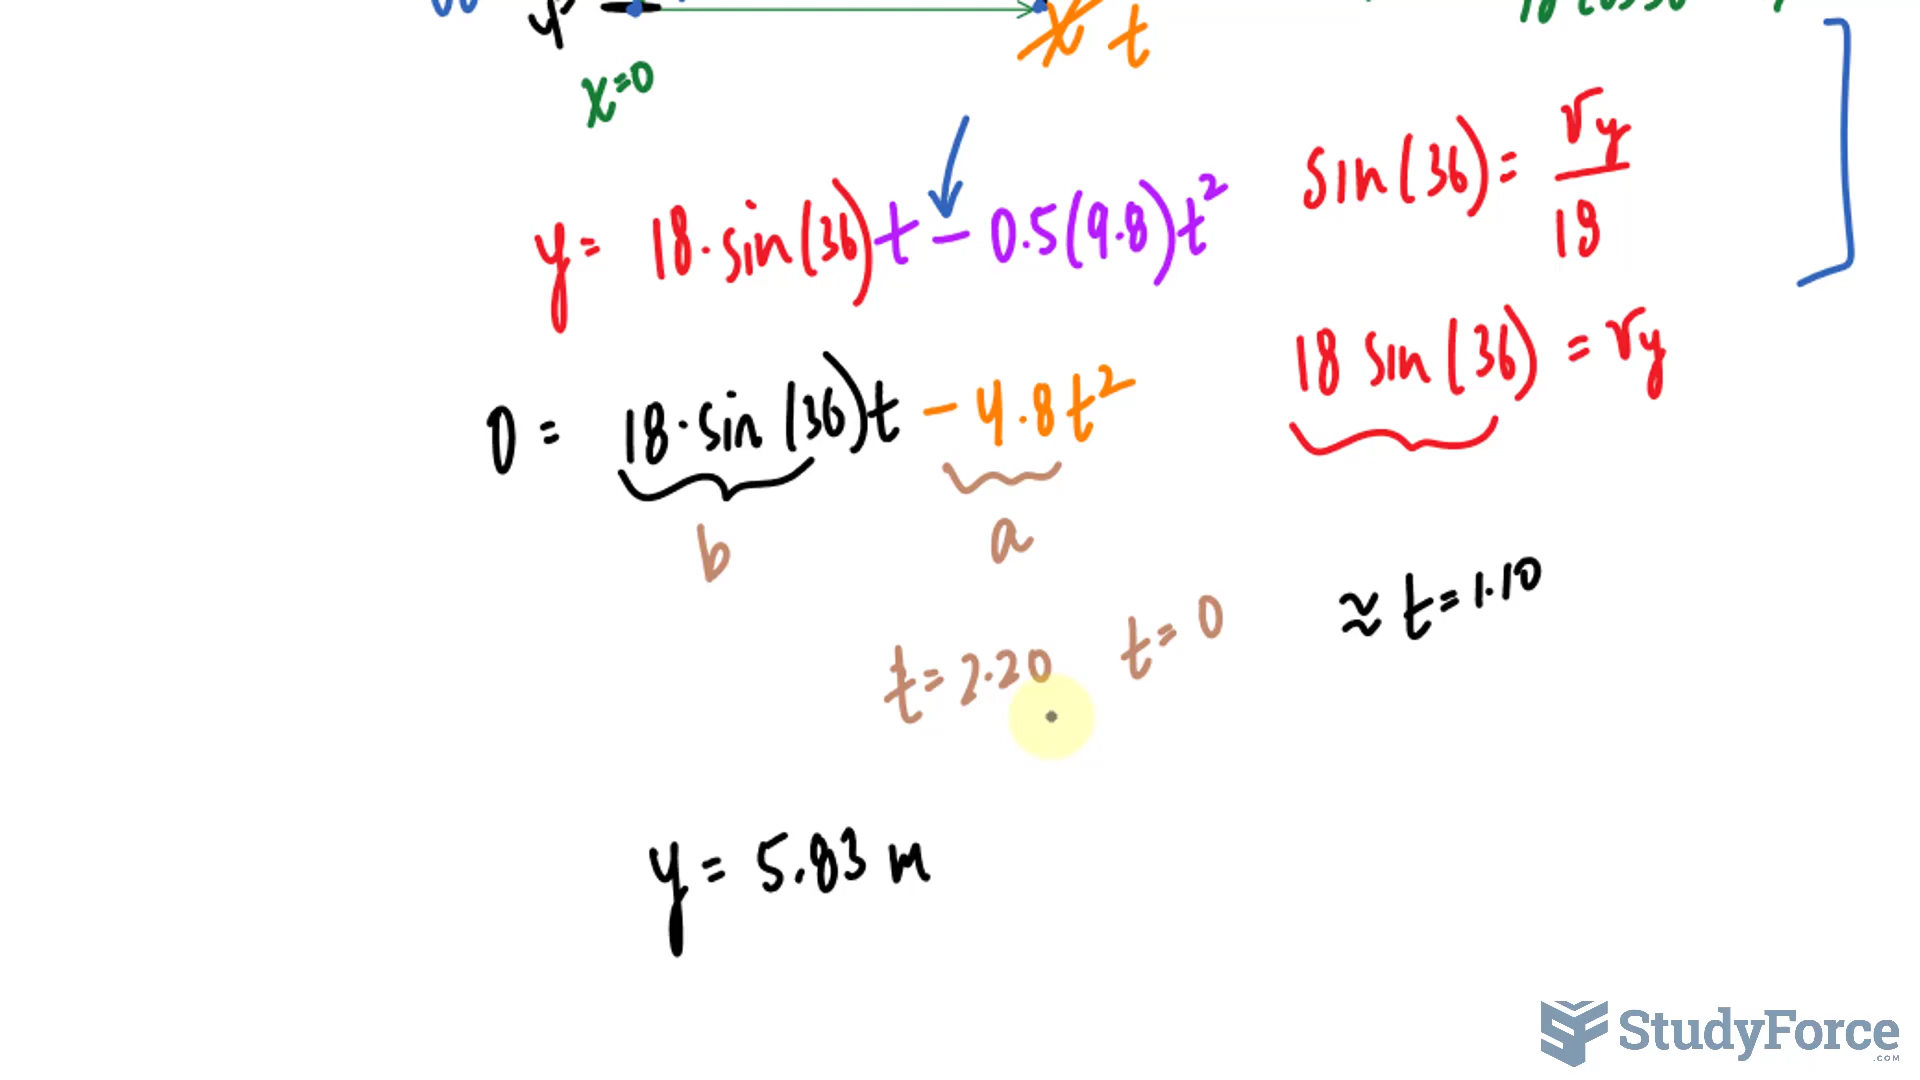 x t
x=0
sin(36) = vy/18
y= 18·sin(36)t - 0.5(9.8)t²
18 sin(36) = vy
0 = 18·sin(36)t - 4.8t²
b a
≈ t=1.10
t=2.20 t=0
y= 5.83 m
StudyForce
.COM